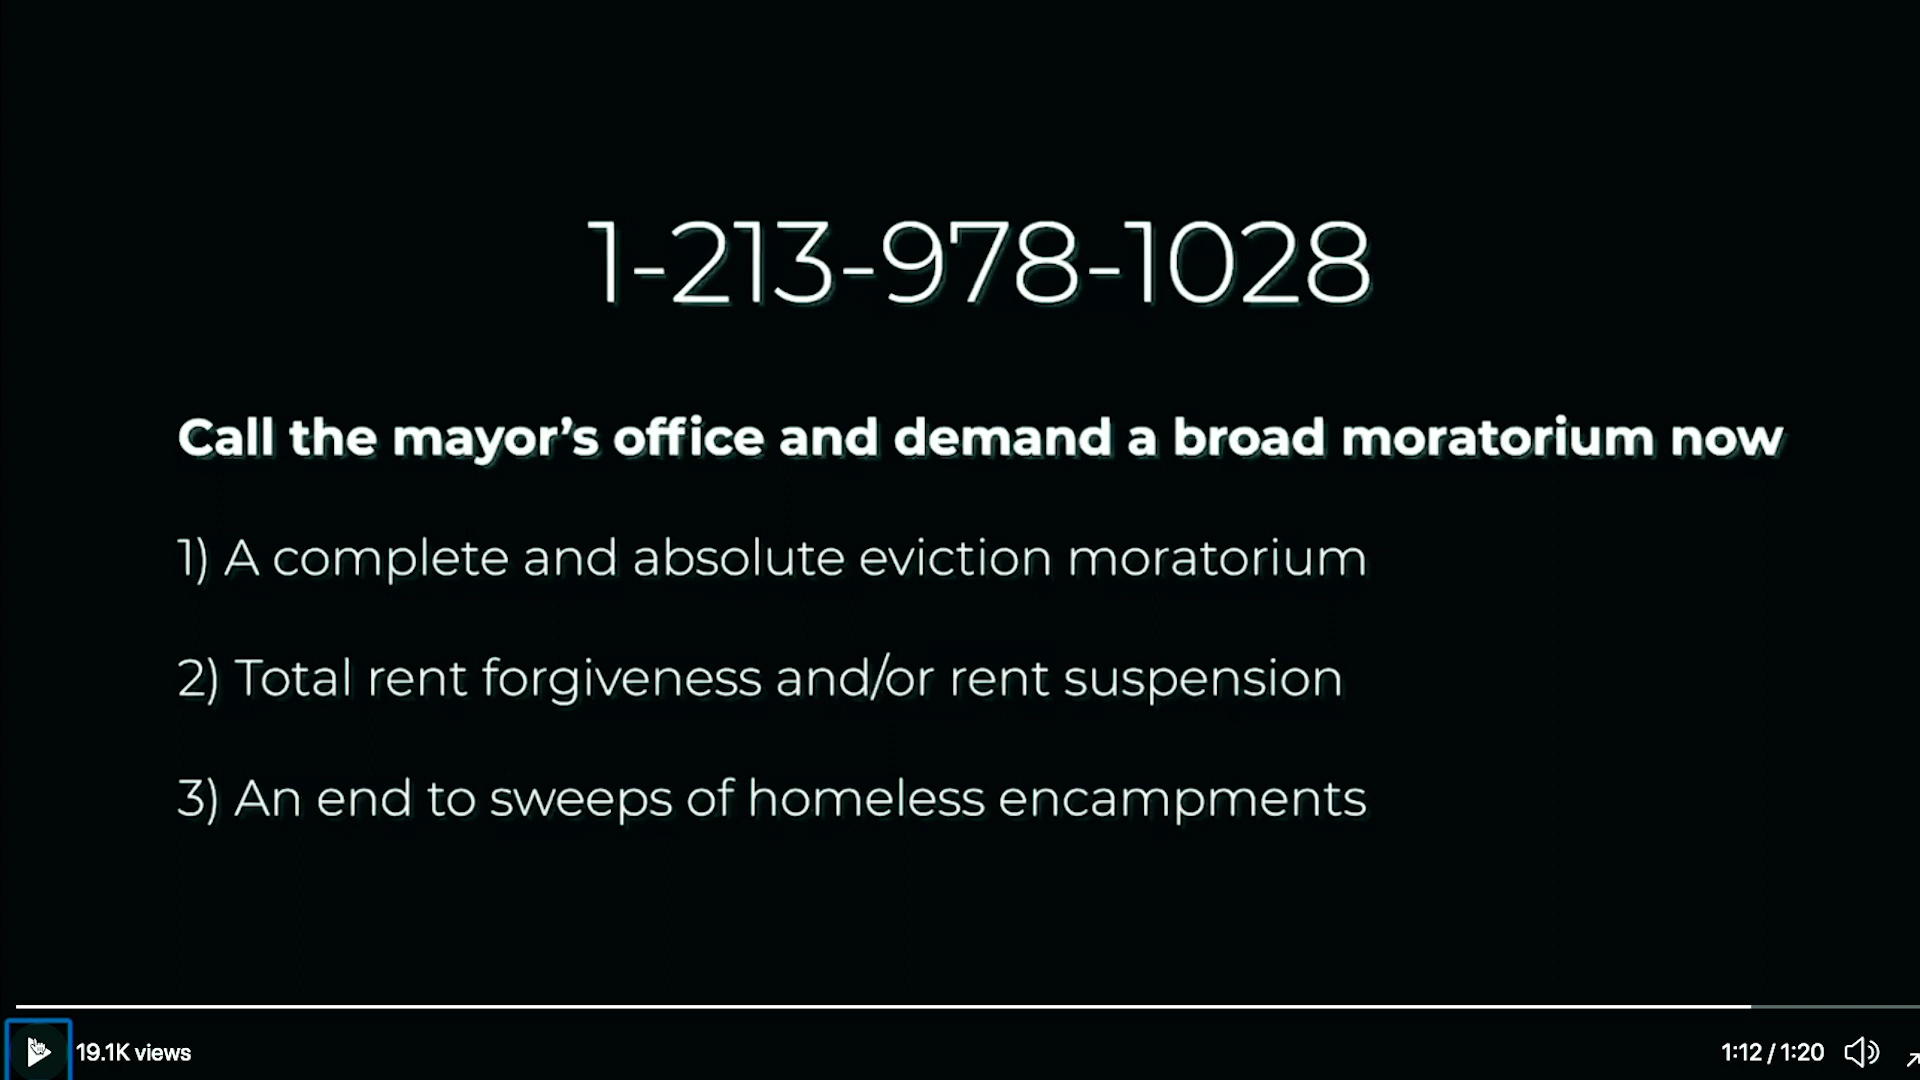 1-213-978-1028
Call the mayor’s office and demand a broad moratorium now
1) A complete and absolute eviction moratorium
2) Total rent forgiveness and/or rent suspension
3) An end to sweeps of homeless encampments
19.1K views
1:12 / 1:20